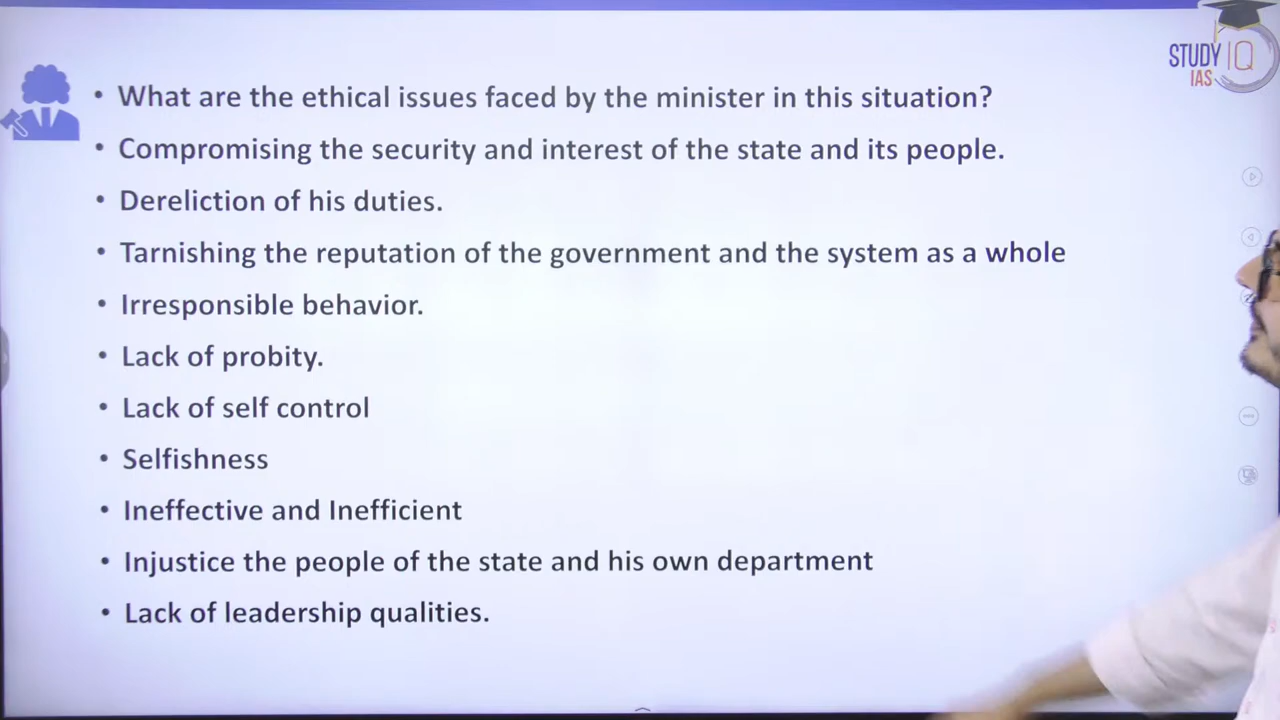 STUDY IQ
IAS
• What are the ethical issues faced by the minister in this situation?
• Compromising the security and interest of the state and its people.
• Dereliction of his duties.
• Tarnishing the reputation of the government and the system as a whole
• Irresponsible behavior.
• Lack of probity.
• Lack of self control
• Selfishness
• Ineffective and Inefficient
• Injustice the people of the state and his own department
• Lack of leadership qualities.